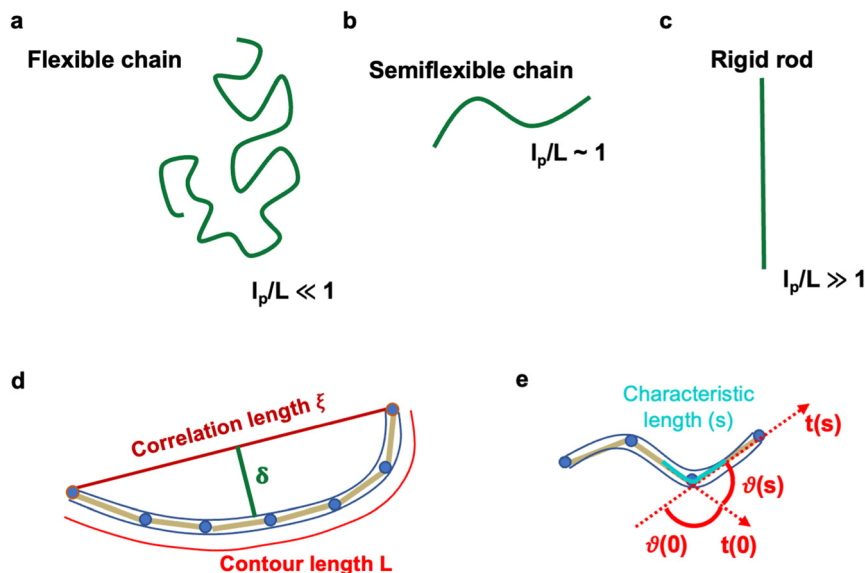 a
Flexible chain
lp/L ≪ 1
b
Semiflexible chain
lp/L ~ 1
c
Rigid rod
lp/L ≫ 1
d
Correlation length ξ
δ
Contour length L
e
Characteristic
length (s)
t(s)
ϑ(s)
ϑ(0)
t(0)